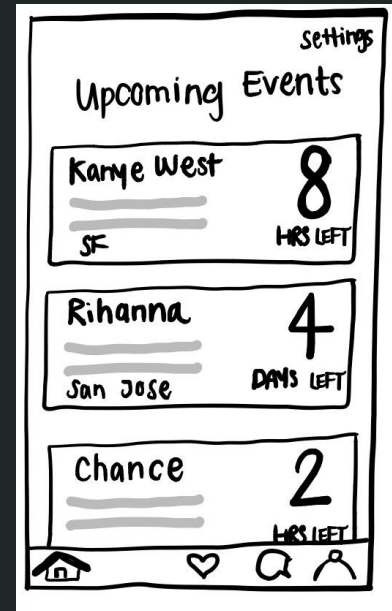 settings
Upcoming Events
Kanye West
8
SF
HRS LEFT
Rihanna
4
San Jose
DAYS LEFT
Chance
2
HRS LEFT